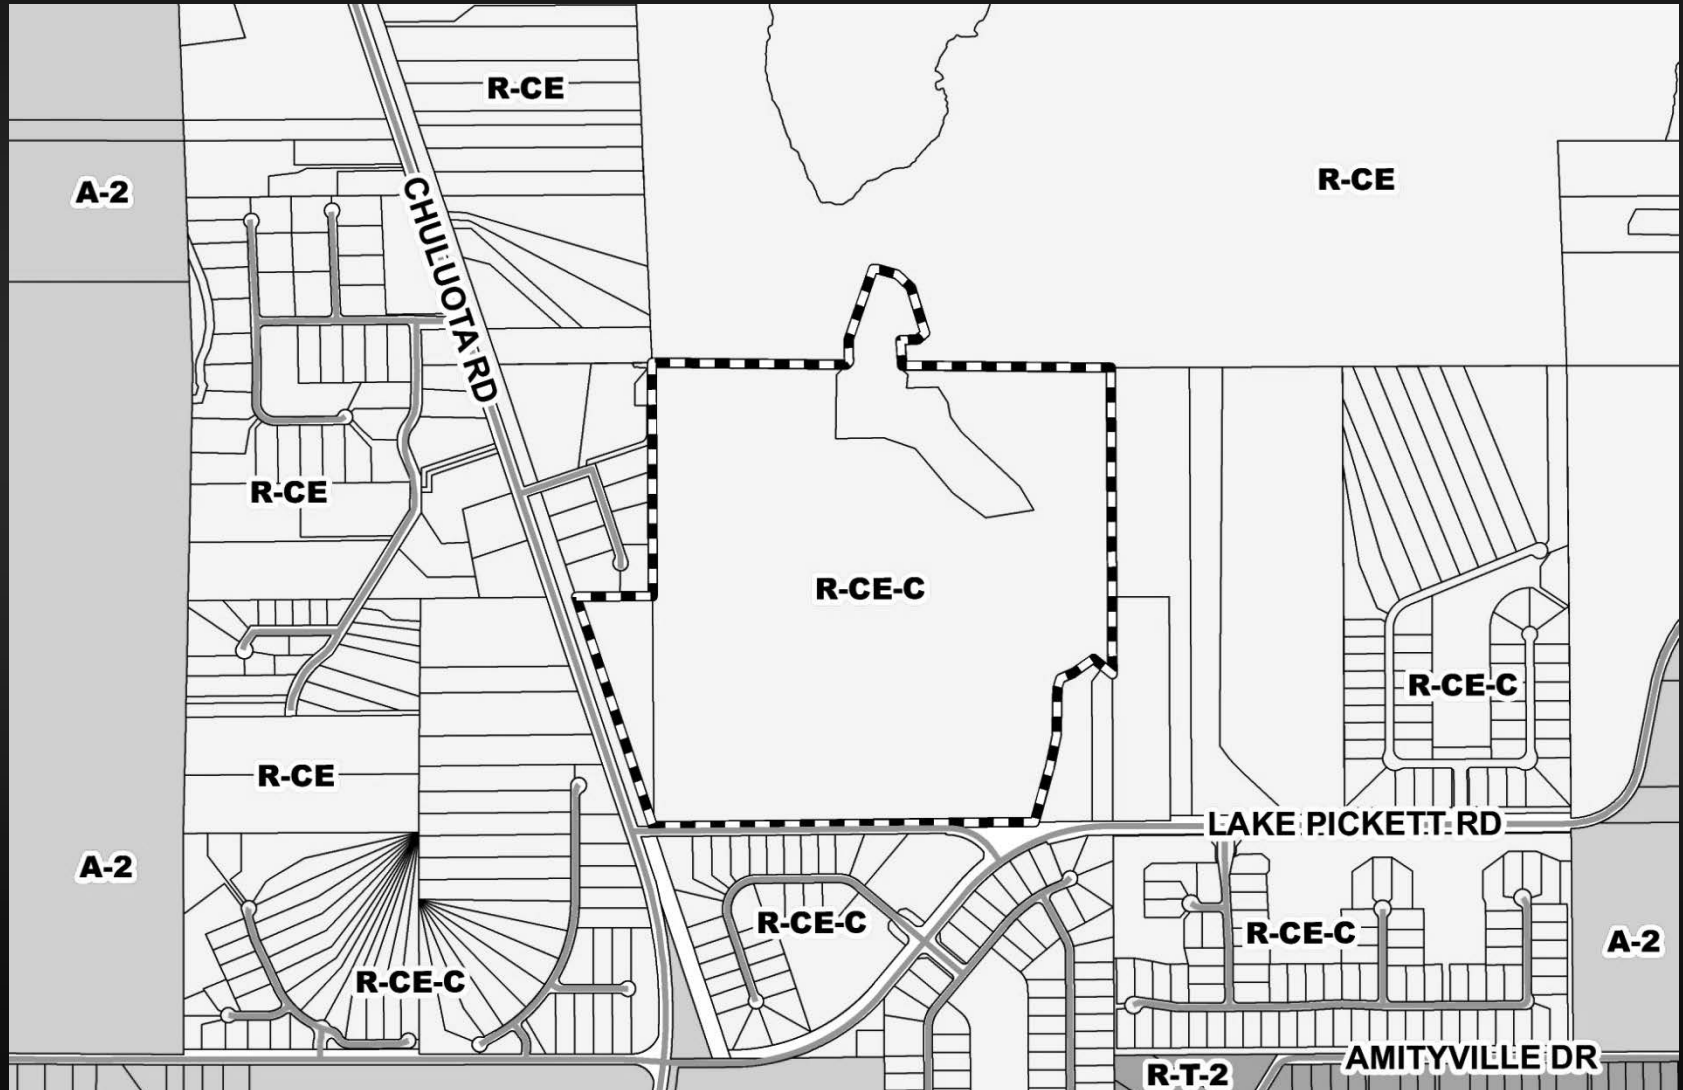 R-CE
R-CE
A-2
CHULUOTA RD
R-CE
R-CE-C
R-CE-C
R-CE
LAKE PICKETT RD
A-2
R-CE-C
R-CE-C
A-2
R-CE-C
AMITYVILLE DR
R-T-2